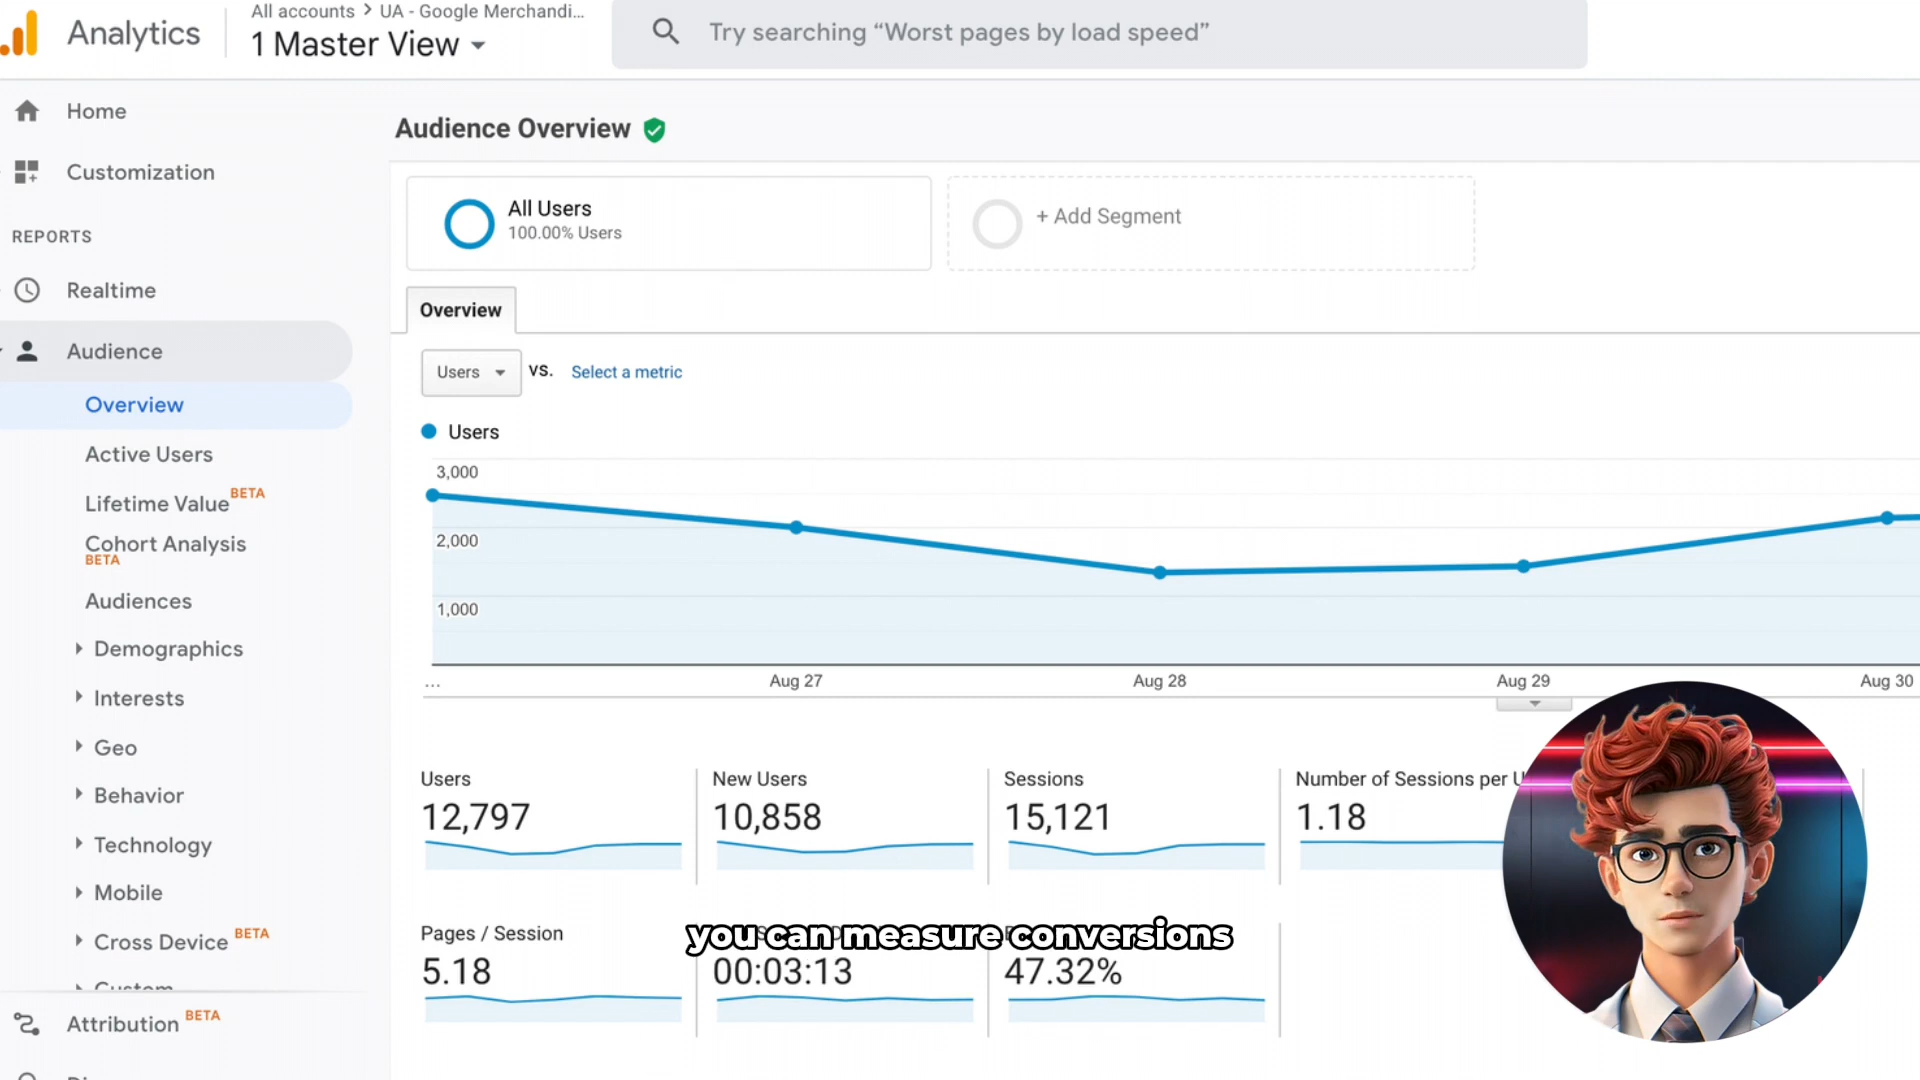 Analytics
All accounts > UA - Google Merchandi...
1 Master View
Try searching “Worst pages by load speed”
Home
Customization
REPORTS
Realtime
Audience
Overview
Active Users
Lifetime Value BETA
Cohort Analysis
BETA
Audiences
Demographics
Interests
Geo
Behavior
Technology
Mobile
Cross Device BETA
Custom
Attribution BETA
Audience Overview
All Users
100.00% Users
+ Add Segment
Overview
Users
VS.
Select a metric
Users
3,000
2,000
1,000
...
Aug 27
Aug 28
Aug 29
Aug 30
Users
12,797
New Users
10,858
Sessions
15,121
Number of Sessions per U
1.18
Pages / Session
5.18
00:03:13
47.32%
you can measure conversions